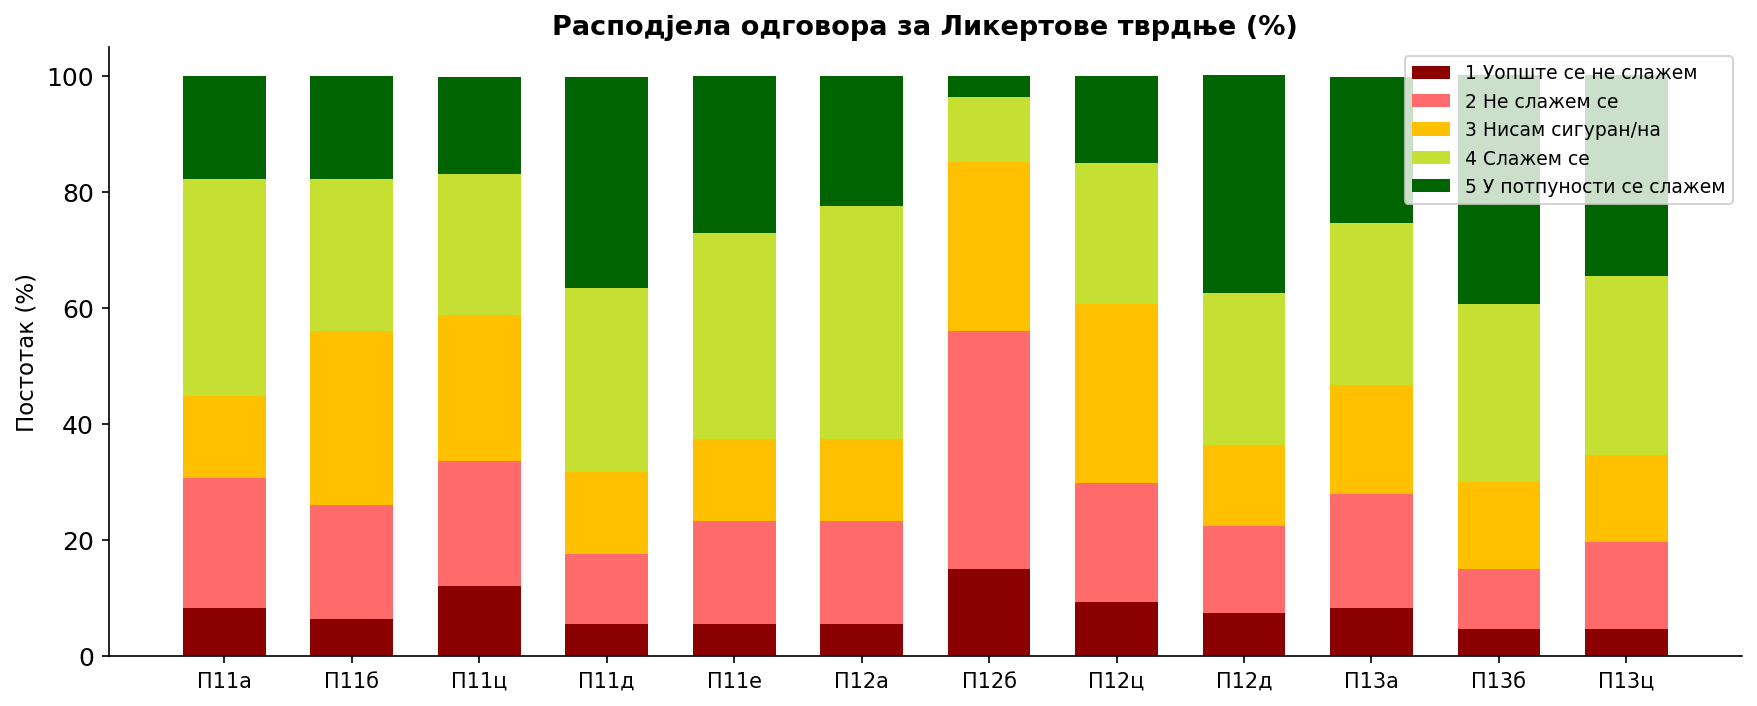 Расподјела одговора за Ликертове тврдње (%)
1 Уопште се не слажем
2 Не слажем се
3 Нисам сигуран/на
4 Слажем се
5 У потпуности се слажем
Постотак (%)
100
80
60
40
20
0
П11а П11б П11ц П11д П11е П12а П12б П12ц П12д П13а П13б П13ц